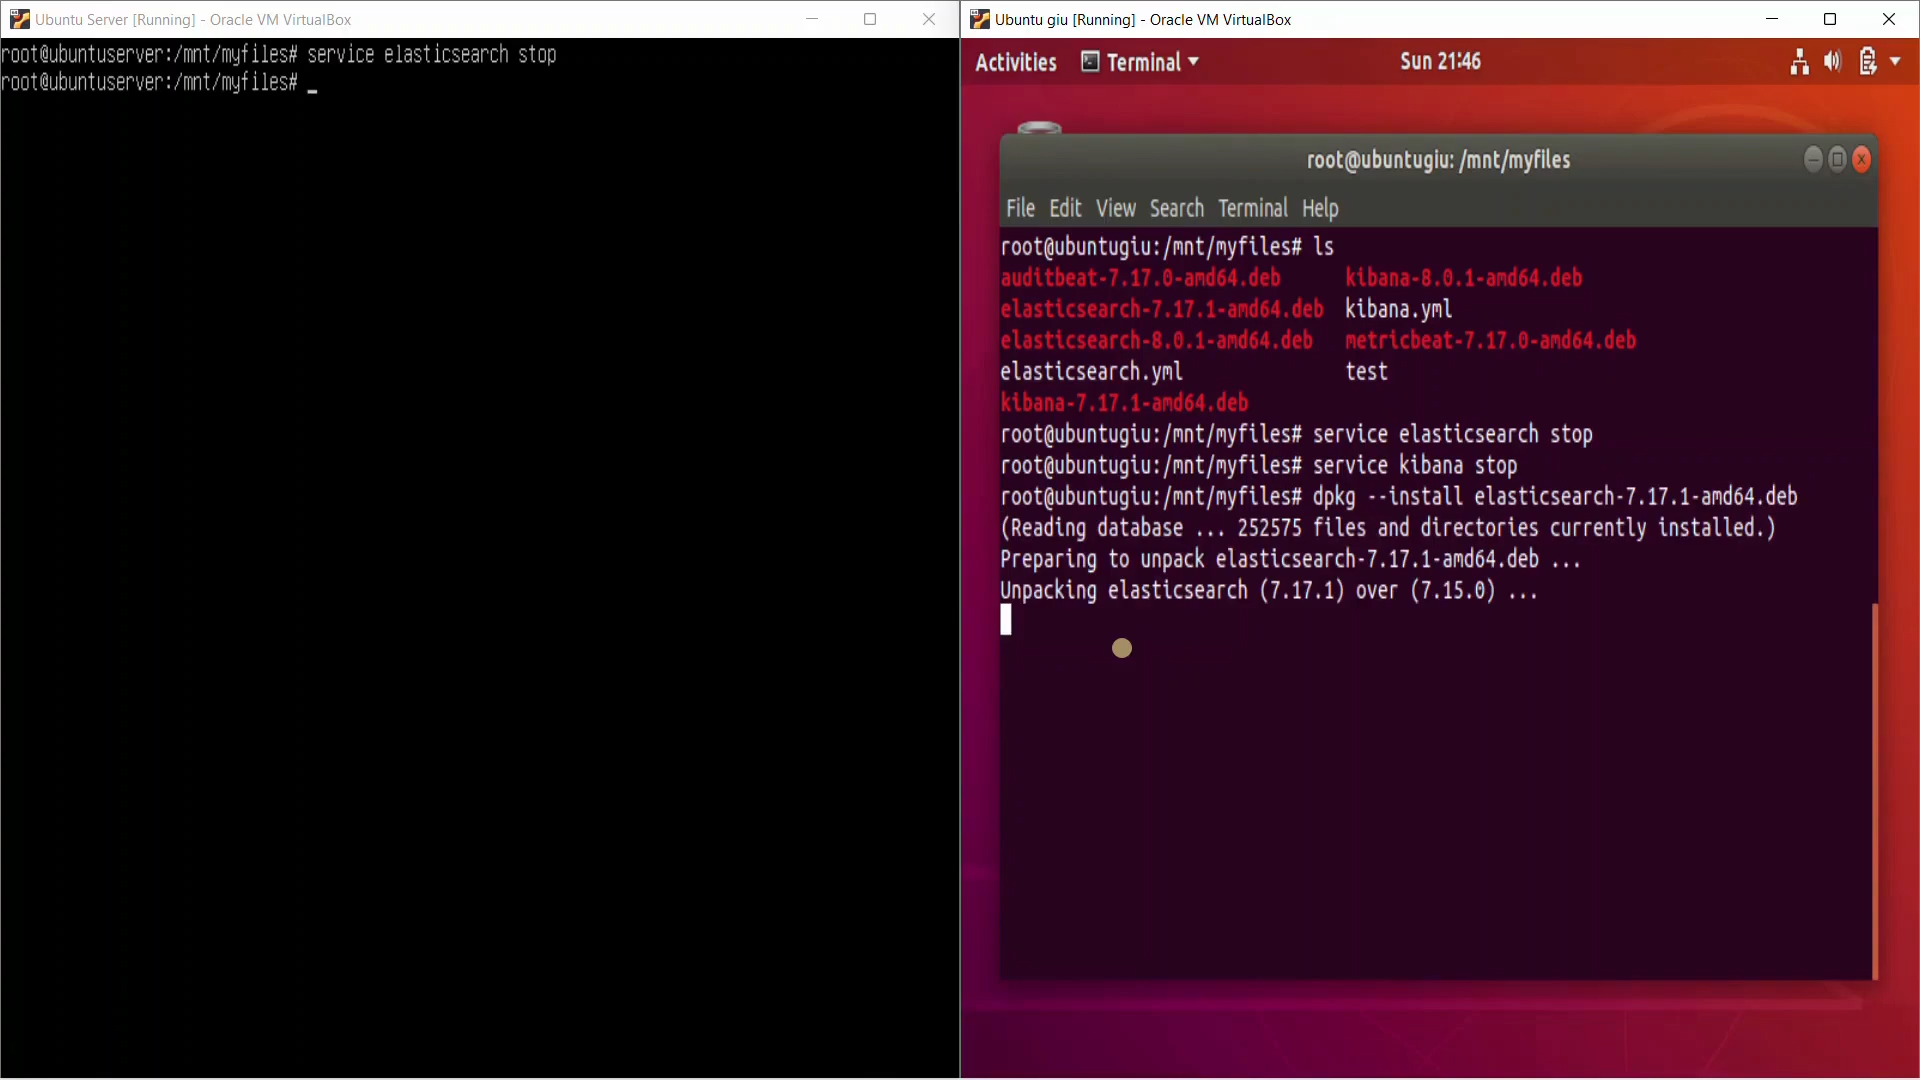 Ubuntu Server [Running] - Oracle VM VirtualBox
root@ubuntuserver:/mnt/myfiles# service elasticsearch stop
root@ubuntuserver:/mnt/myfiles# _
Ubuntu giu [Running] - Oracle VM VirtualBox
Activities Terminal Sun 21:46
root@ubuntugiu: /mnt/myfiles
File Edit View Search Terminal Help
root@ubuntugiu:/mnt/myfiles# ls
auditbeat-7.17.0-amd64.deb kibana-8.0.1-amd64.deb
elasticsearch-7.17.1-amd64.deb kibana.yml
elasticsearch-8.0.1-amd64.deb metricbeat-7.17.0-amd64.deb
elasticsearch.yml test
kibana-7.17.1-amd64.deb
root@ubuntugiu:/mnt/myfiles# service elasticsearch stop
root@ubuntugiu:/mnt/myfiles# service kibana stop
root@ubuntugiu:/mnt/myfiles# dpkg --install elasticsearch-7.17.1-amd64.deb
(Reading database ... 252575 files and directories currently installed.)
Preparing to unpack elasticsearch-7.17.1-amd64.deb ...
Unpacking elasticsearch (7.17.1) over (7.15.0) ...